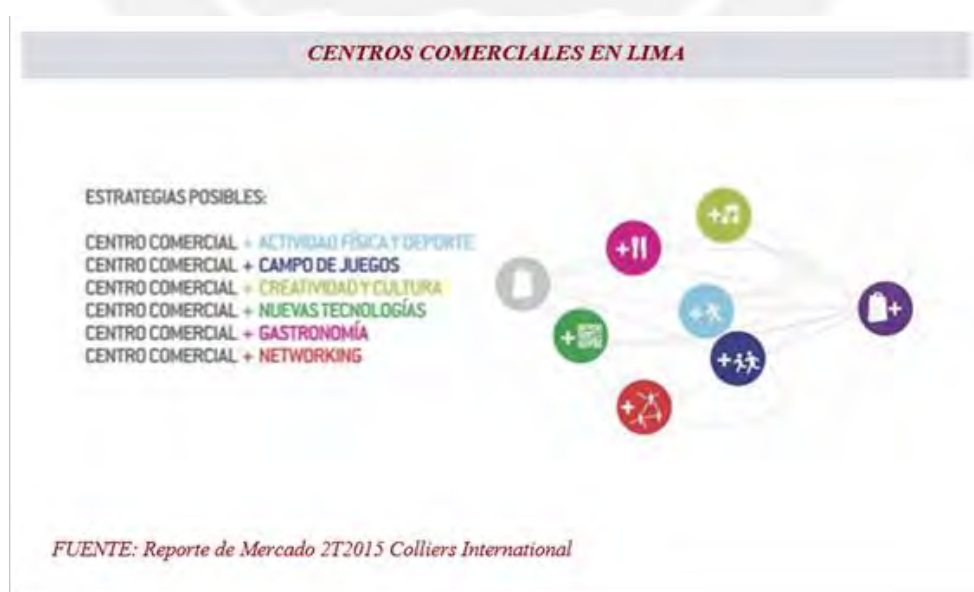 CENTROS COMERCIALES EN LIMA
ESTRATEGIAS POSIBLES:
CENTRO COMERCIAL + ACTIVIDAD FÍSICA Y DEPORTE
CENTRO COMERCIAL + CAMPO DE JUEGOS
CENTRO COMERCIAL + CREATIVIDAD Y CULTURA
CENTRO COMERCIAL + NUEVAS TECNOLOGÍAS
CENTRO COMERCIAL + GASTRONOMÍA
CENTRO COMERCIAL + NETWORKING
FUENTE: Reporte de Mercado 2T2015 Colliers International